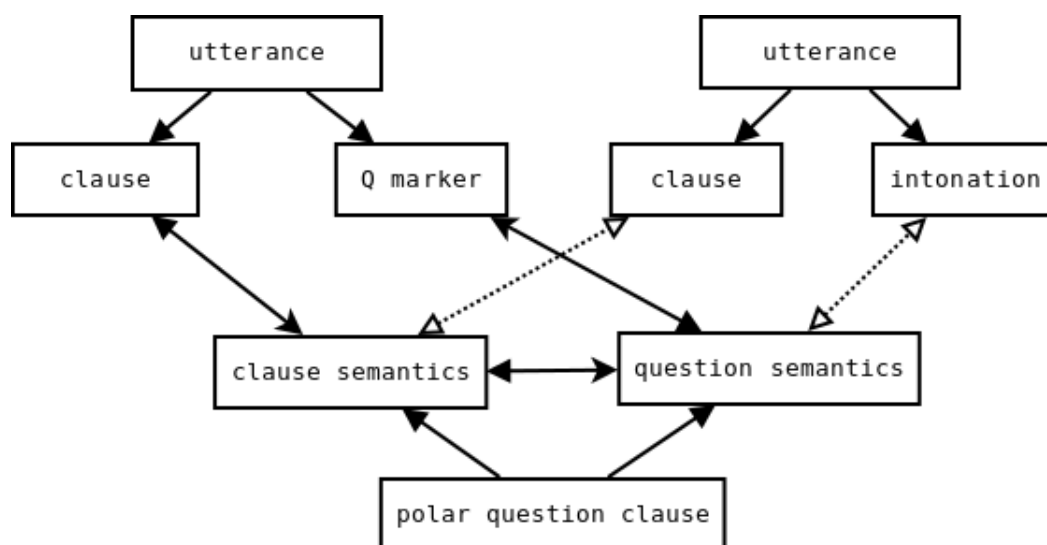 utterance
utterance
clause
Q marker
clause
intonation
clause semantics
question semantics
polar question clause